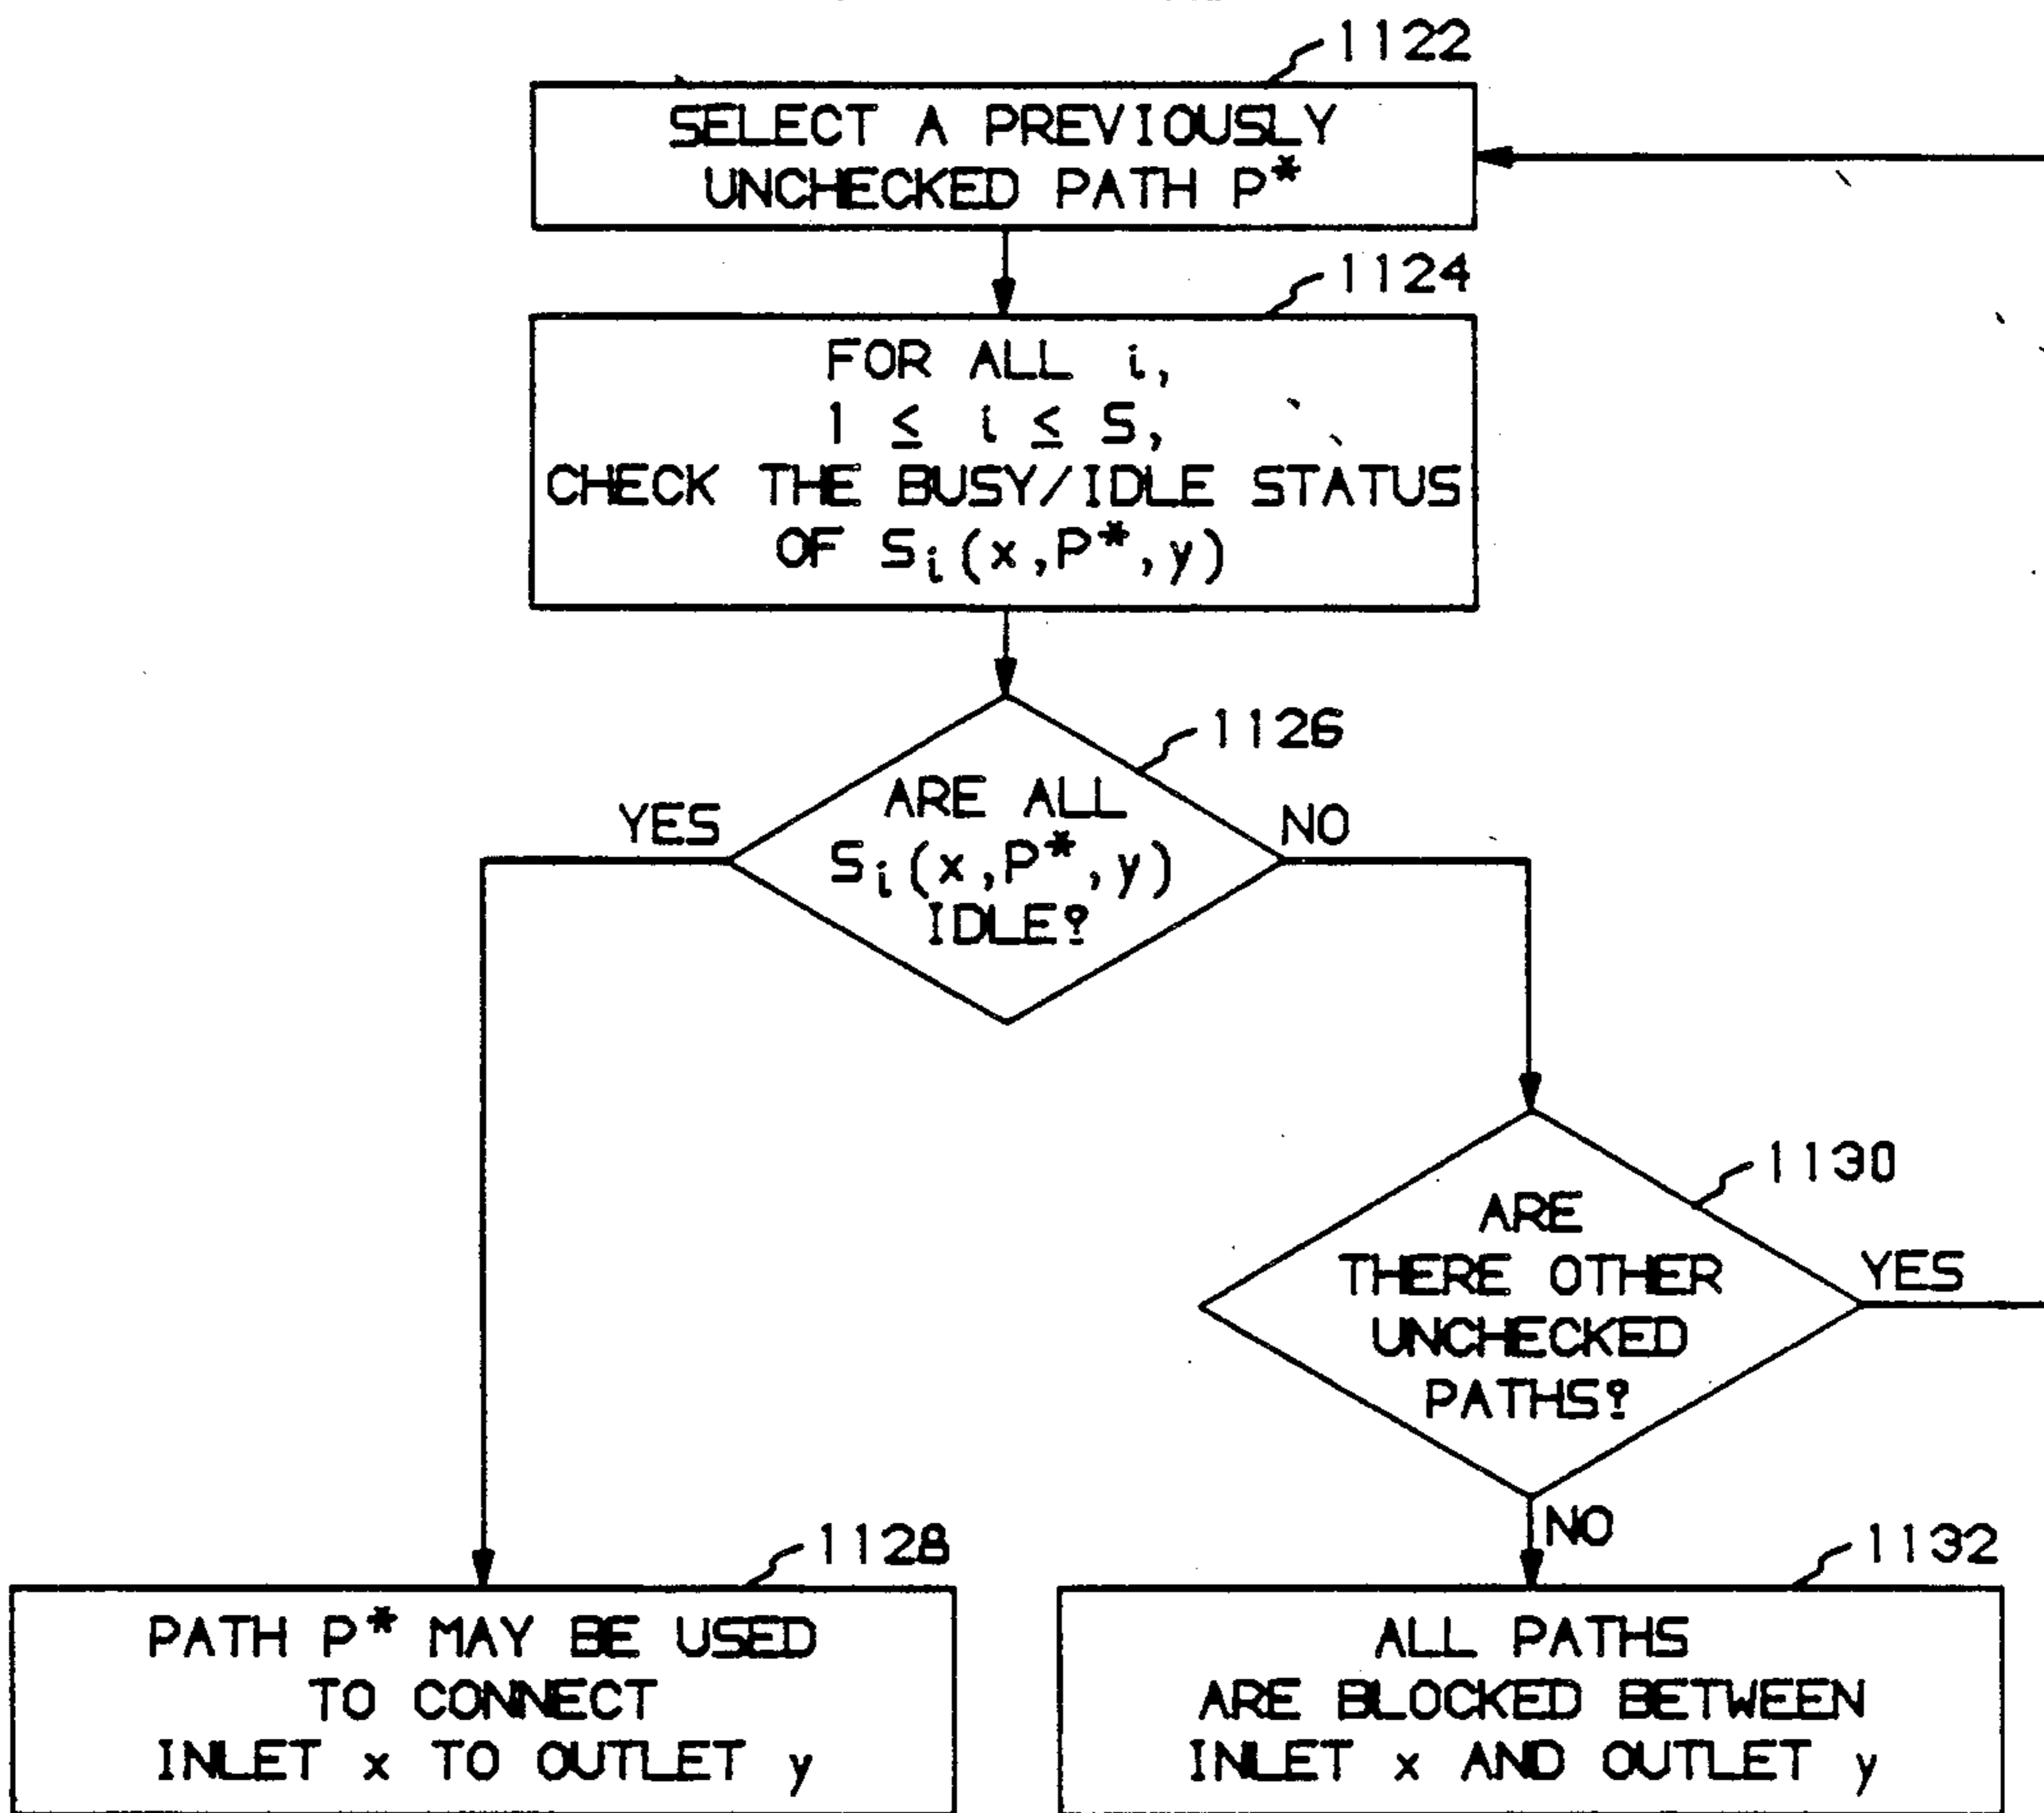 1122
SELECT A PREVIOUSLY
UNCHECKED PATH P*
1124
FOR ALL i,
1 ≤ i ≤ S,
CHECK THE BUSY/IDLE STATUS
OF Si(x,P*,y)
1126
ARE ALL
Si(x,P*,y)
IDLE?
YES
NO
1130
ARE
THERE OTHER
UNCHECKED
PATHS?
YES
NO
1128
PATH P* MAY BE USED
TO CONNECT
INLET x TO OUTLET y
1132
ALL PATHS
ARE BLOCKED BETWEEN
INLET x AND OUTLET y